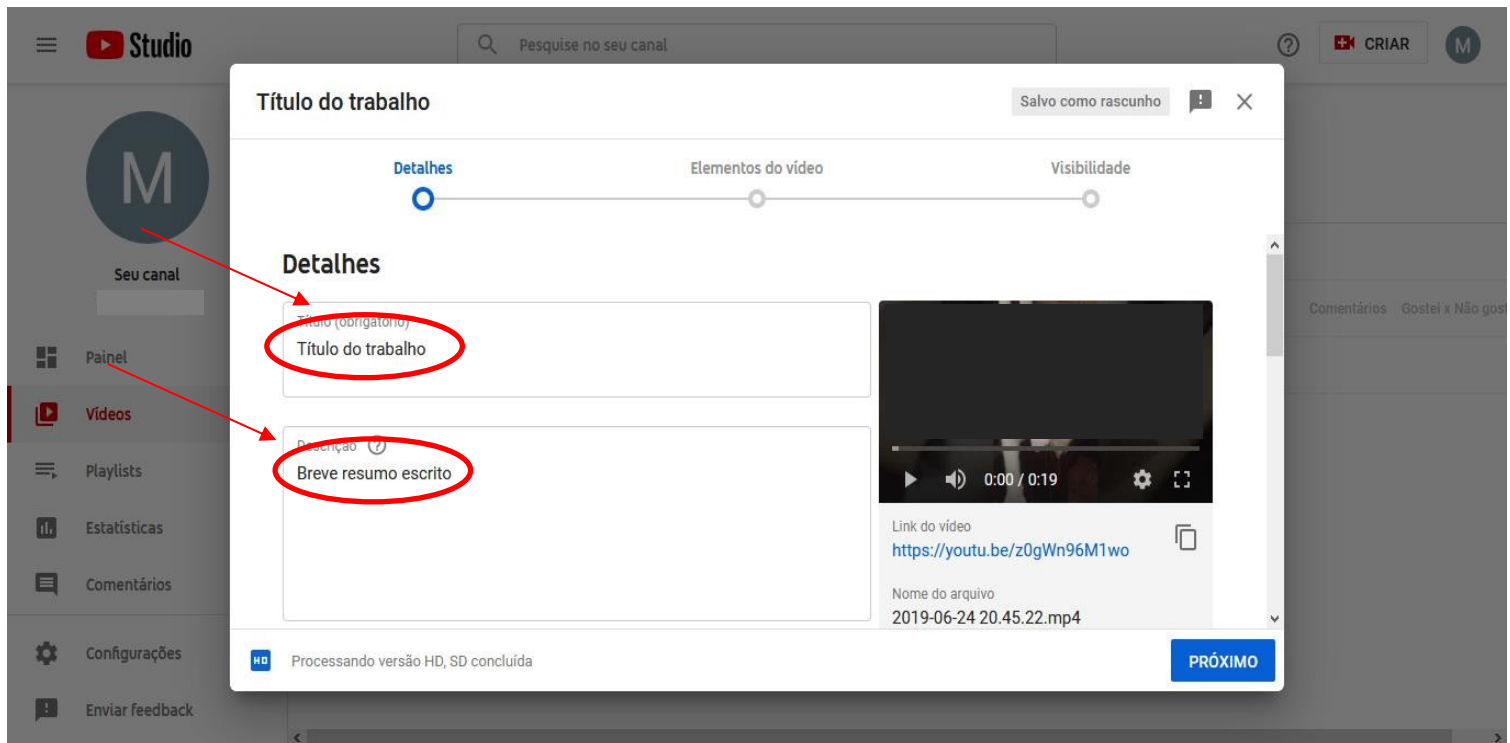 Studio
Pesquise no seu canal
CRIAR
M
M
Seu canal
Painel
Vídeos
Playlists
Estatísticas
Comentários
Configurações
Enviar feedback
Título do trabalho
Salvo como rascunho
Detalhes
Elementos do vídeo
Visibilidade
Detalhes
Título (obrigatório)
Título do trabalho
Descrição
Breve resumo escrito
0:00 / 0:19
Link do vídeo
https://youtu.be/z0gWn96M1wo
Nome do arquivo
2019-06-24 20.45.22.mp4
HD
Processando versão HD, SD concluída
PRÓXIMO
Comentários Gostei x Não gost